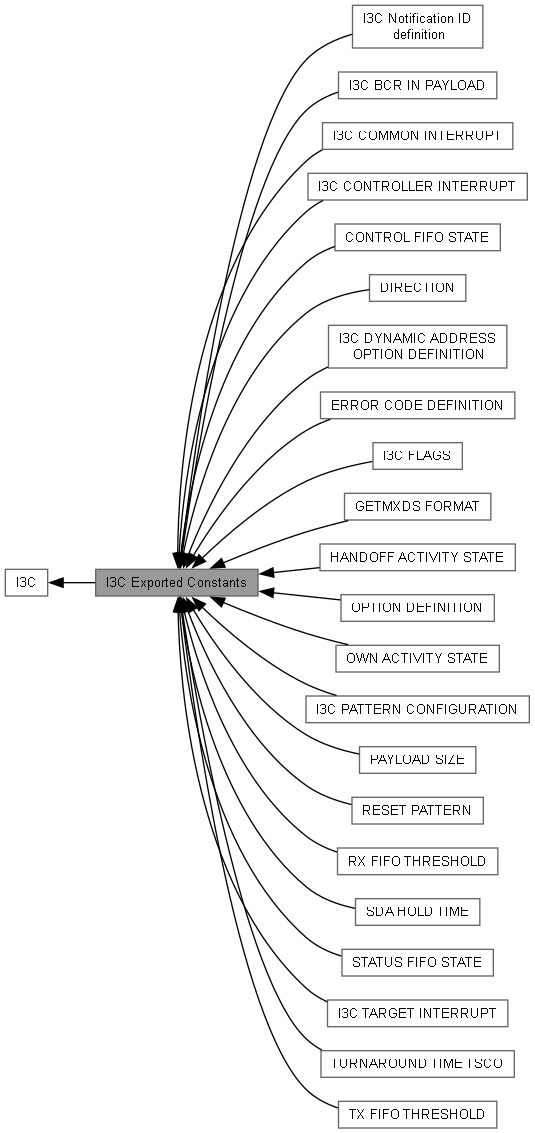 I3C Notification ID
definition
I3C BCR IN PAYLOAD
I3C COMMON INTERRUPT
I3C CONTROLLER INTERRUPT
CONTROL FIFO STATE
DIRECTION
I3C DYNAMIC ADDRESS
OPTION DEFINITION
ERROR CODE DEFINITION
I3C FLAGS
GETMXDS FORMAT
HANDOFF ACTIVITY STATE
I3C
I3C Exported Constants
OPTION DEFINITION
OWN ACTIVITY STATE
I3C PATTERN CONFIGURATION
PAYLOAD SIZE
RESET PATTERN
RX FIFO THRESHOLD
SDA HOLD TIME
STATUS FIFO STATE
I3C TARGET INTERRUPT
TURNAROUND TIME TSCO
TX FIFO THRESHOLD